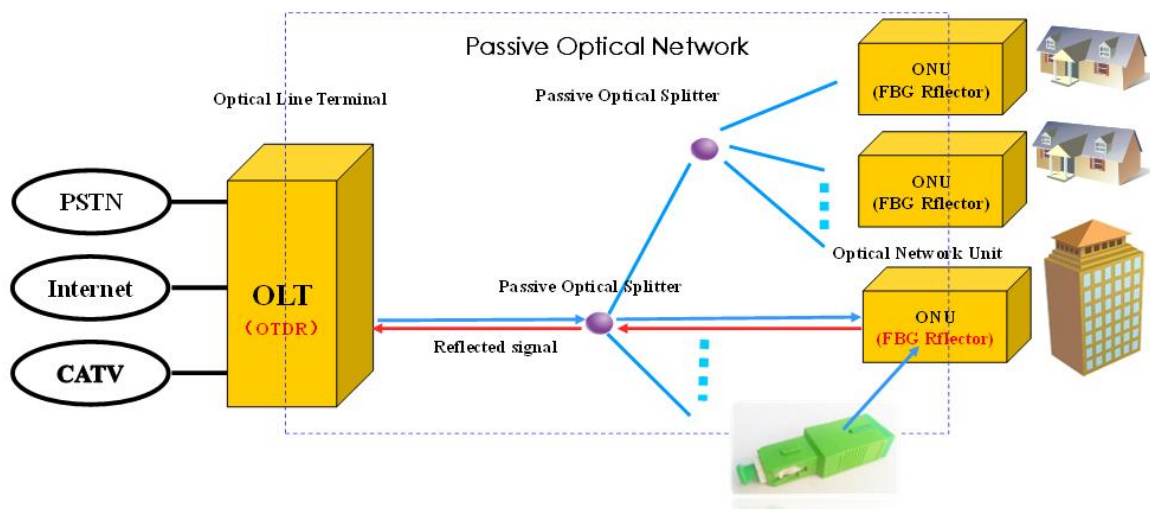 Passive Optical Network
Optical Line Terminal
Passive Optical Splitter
ONU
(FBG Rflector)
ONU
(FBG Rflector)
PSTN
Internet
CATV
OLT
(OTDR)
Passive Optical Splitter
Reflected signal
Optical Network Unit
ONU
(FBG Rflector)